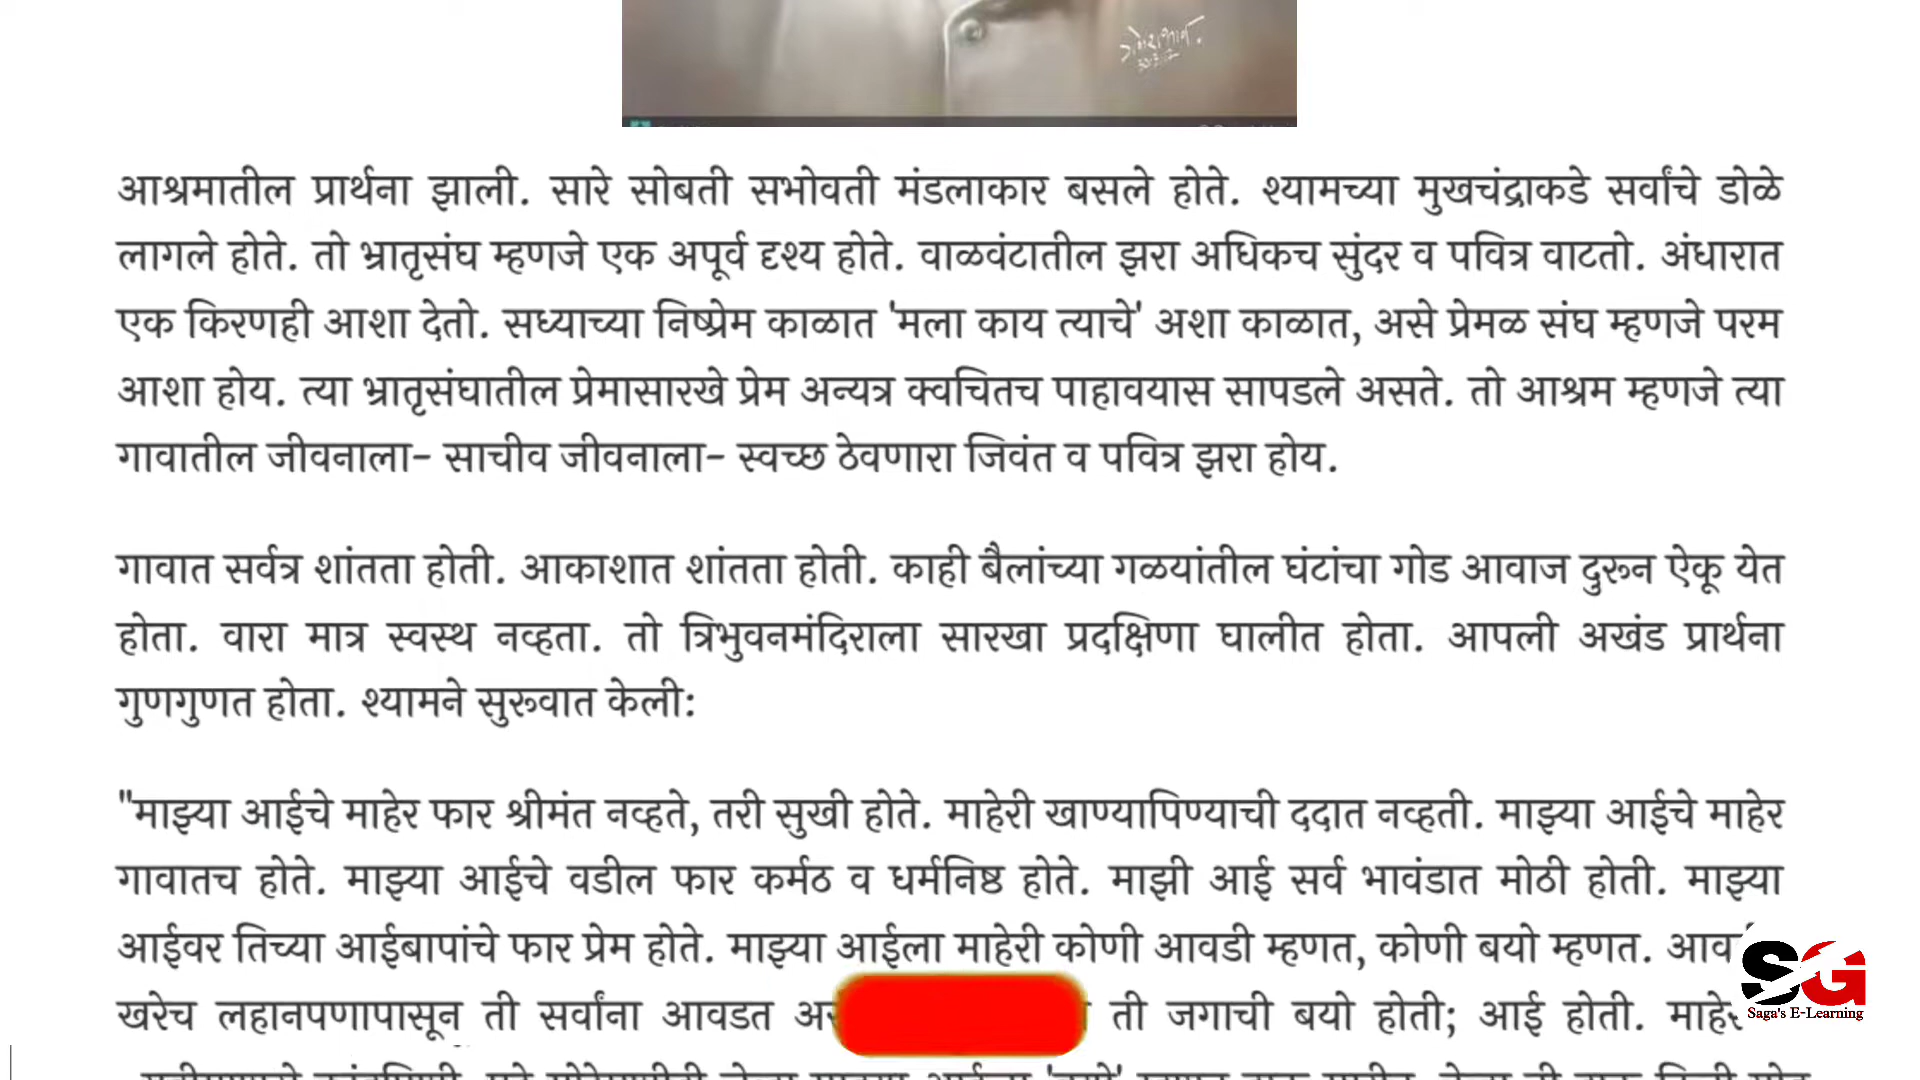 आश्रमातील प्रार्थना झाली. सारे सोबती सभोवती मंडलाकार बसले होते. श्यामच्या मुखचंद्राकडे सर्वांचे डोळे
लागले होते. तो भ्रातृसंघ म्हणजे एक अपूर्व दृश्य होते. वाळवंटातील झरा अधिकच सुंदर व पवित्र वाटतो. अंधारात
एक किरणही आशा देतो. सध्याच्या निष्प्रेम काळात 'मला काय त्याचे' अशा काळात, असे प्रेमळ संघ म्हणजे परम
आशा होय. त्या भ्रातृसंघातील प्रेमासारखे प्रेम अन्यत्र क्वचितच पाहावयास सापडले असते. तो आश्रम म्हणजे त्या
गावातील जीवनाला- साचीव जीवनाला- स्वच्छ ठेवणारा जिवंत व पवित्र झरा होय.
गावात सर्वत्र शांतता होती. आकाशात शांतता होती. काही बैलांच्या गळयांतील घंटांचा गोड आवाज दुरून ऐकू येत
होता. वारा मात्र स्वस्थ नव्हता. तो त्रिभुवनमंदिराला सारखा प्रदक्षिणा घालीत होता. आपली अखंड प्रार्थना
गुणगुणत होता. श्यामने सुरूवात केली:
"माझ्या आईचे माहेर फार श्रीमंत नव्हते, तरी सुखी होते. माहेरी खाण्यापिण्याची ददात नव्हती. माझ्या आईचे माहेर
गावातच होते. माझ्या आईचे वडील फार कर्मठ व धर्मनिष्ठ होते. माझी आई सर्व भावंडात मोठी होती. माझ्या
आईवर तिच्या आईबापांचे फार प्रेम होते. माझ्या आईला माहेरी कोणी आवडी म्हणत, कोणी बयो म्हणत.
खरेच लहानपणापासून ती सर्वांना आवडत ती जगाची बयो होती; आई होती.
SG
Saga's E-Learning